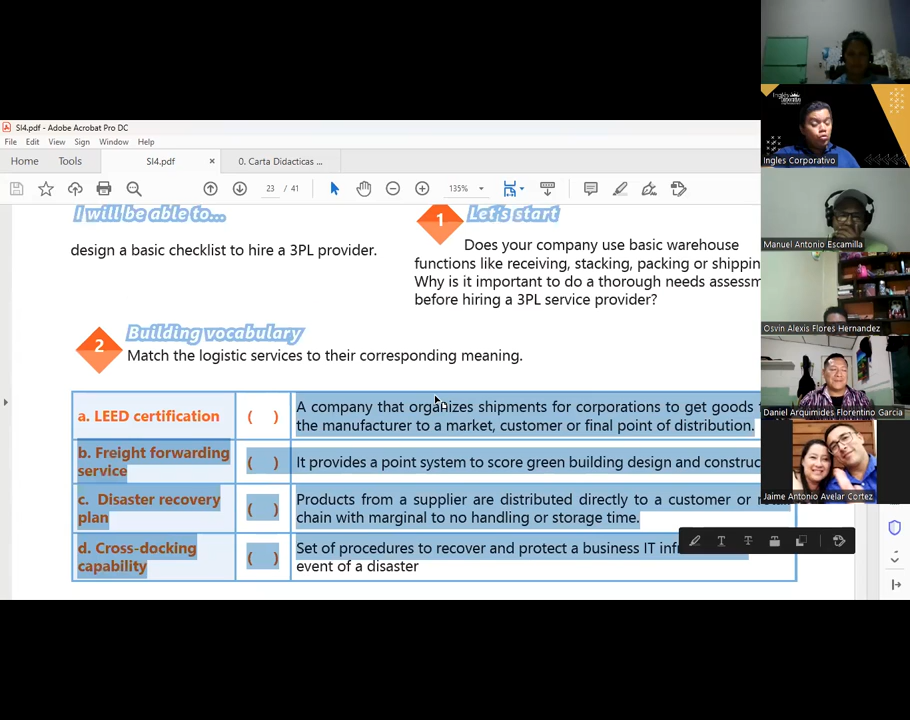 SI4.pdf - Adobe Acrobat Pro DC
File Edit View Sign Window Help
Home Tools SI4.pdf × 0. Carta Didacticas ...
23 / 41 135%
I will be able to...
design a basic checklist to hire a 3PL provider.
1 Let's start
Does your company use basic warehouse
functions like receiving, stacking, packing or
Why is it important to do a thorough needs
before hiring a 3PL service provider?
2 Building vocabulary
Match the logistic services to their corresponding meaning.
a. LEED certification ( ) A company that organizes shipments for corporations to get goods
the manufacturer to a market, customer or final point of distribution.
b. Freight forwarding
service ( ) It provides a point system to score green building design and
c. Disaster recovery
plan ( ) Products from a supplier are distributed directly to a customer or
chain with marginal to no handling or storage time.
d. Cross-docking
capability ( ) Set of procedures to recover and protect a business IT
event of a disaster
Inglés
Corporativo
Ingles Corporativo
Manuel Antonio Escamilla
Osvin Alexis Flores Hernandez
Daniel Arquimides Florentino Garcia
Jaime Antonio Avelar Cortez